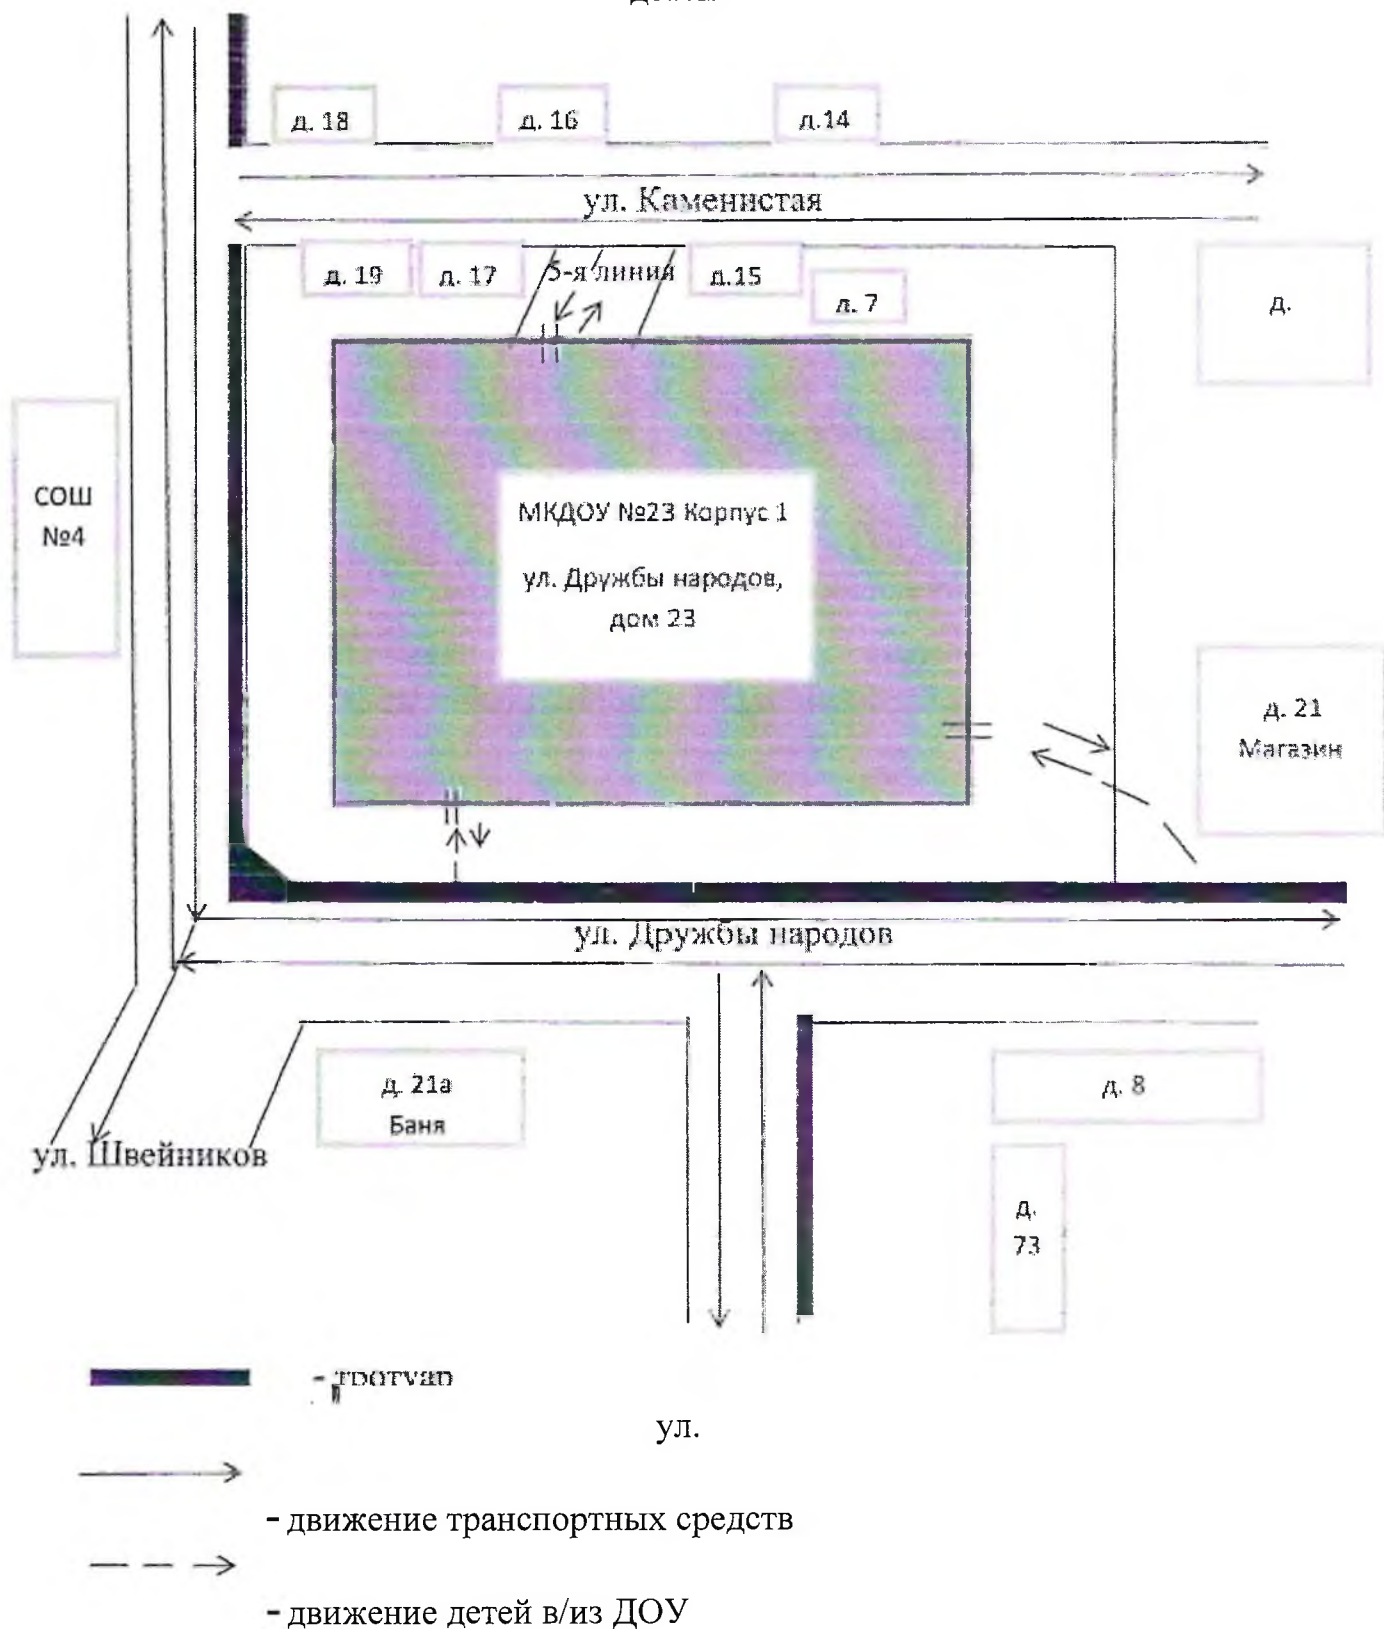 д. 18
д. 16
д.14
ул. Каменистая
д. 19
д. 17
5-я линия
д.15
д. 7
д.
СОШ
№4
МКДОУ №23 Корпус 1
ул. Дружбы народов,
дом 23
д. 21
Магазин
ул. Дружбы народов
д. 21а
Баня
д. 8
ул. Швейников
д.
73
- тротуар
ул.
- движение транспортных средств
- движение детей в/из ДОУ